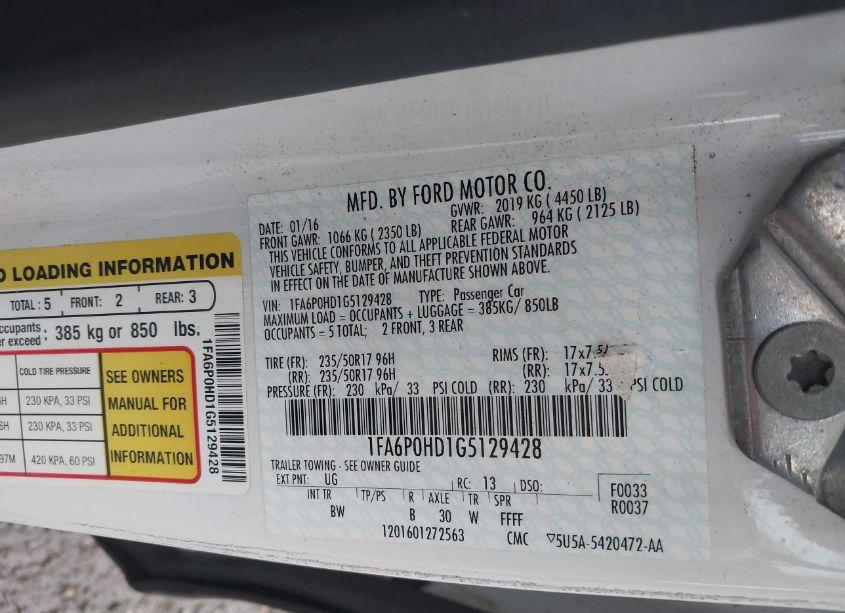 D LOADING INFORMATION
TOTAL : 5 FRONT: 2 REAR: 3
ccupants
er exceed : 385 kg or 850 lbs.
COLD TIRE PRESSURE
230 KPA, 33 PSI
230 KPA, 33 PSI
97M 420 KPA, 60 PSI
SEE OWNERS
MANUAL FOR
ADDITIONAL
INFORMATION
1FA6P0HD1G5129428
MFD. BY FORD MOTOR CO.
DATE: 01/16 GVWR: 2019 KG ( 4450 LB)
FRONT GAWR: 1066 KG ( 2350 LB) REAR GAWR: 964 KG ( 2125 LB)
THIS VEHICLE CONFORMS TO ALL APPLICABLE FEDERAL MOTOR
VEHICLE SAFETY, BUMPER, AND THEFT PREVENTION STANDARDS
IN EFFECT ON THE DATE OF MANUFACTURE SHOWN ABOVE.
VIN: 1FA6P0HD1G5129428 TYPE: Passenger Car
MAXIMUM LOAD = OCCUPANTS + LUGGAGE = 385KG/ 850LB
OCCUPANTS = 5 TOTAL; 2 FRONT, 3 REAR
TIRE (FR): 235/50R17 96H RIMS (FR): 17x7.5
(RR): 235/50R17 96H (RR): 17x7.5
PRESSURE (FR): 230 kPa/ 33 PSI COLD (RR): 230 kPa/ 33 PSI COLD
1FA6P0HD1G5129428
TRAILER TOWING - SEE OWNER GUIDE
EXT PNT: UG RC: 13 DSO:
INT TR TP/PS R AXLE TR SPR
BW B 30 W FFFF
F0033
R0037
1201601272563 CMC ▽5U5A-5420472-AA